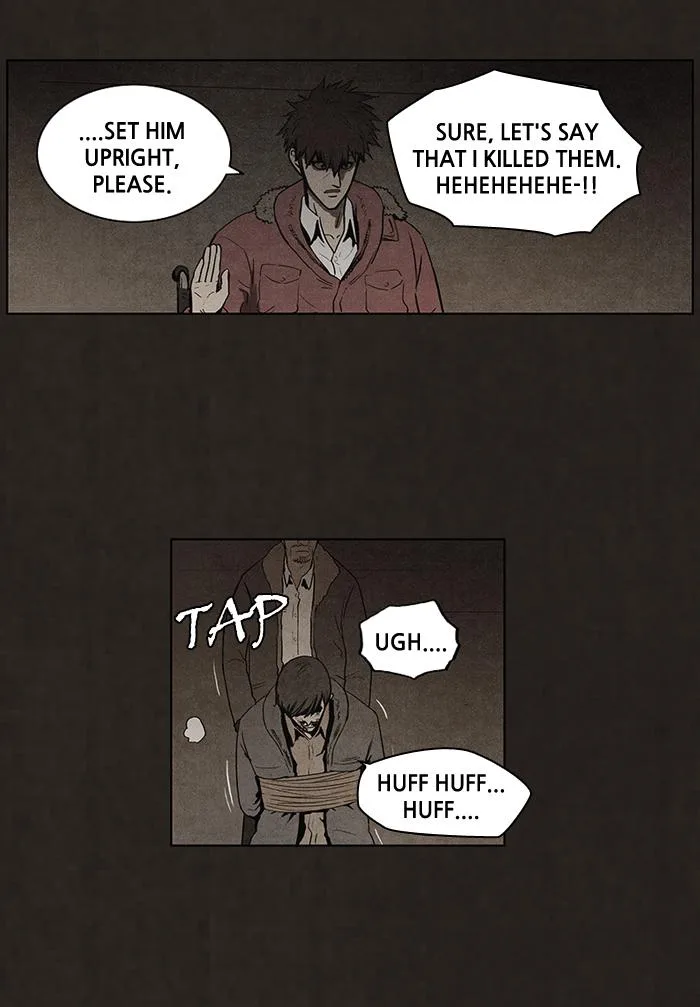 ....SET HIM
UPRIGHT,
PLEASE.
SURE, LET'S SAY
THAT I KILLED THEM.
HEHEHEHEHE-!!
TAP
UGH....
HUFF HUFF...
HUFF....